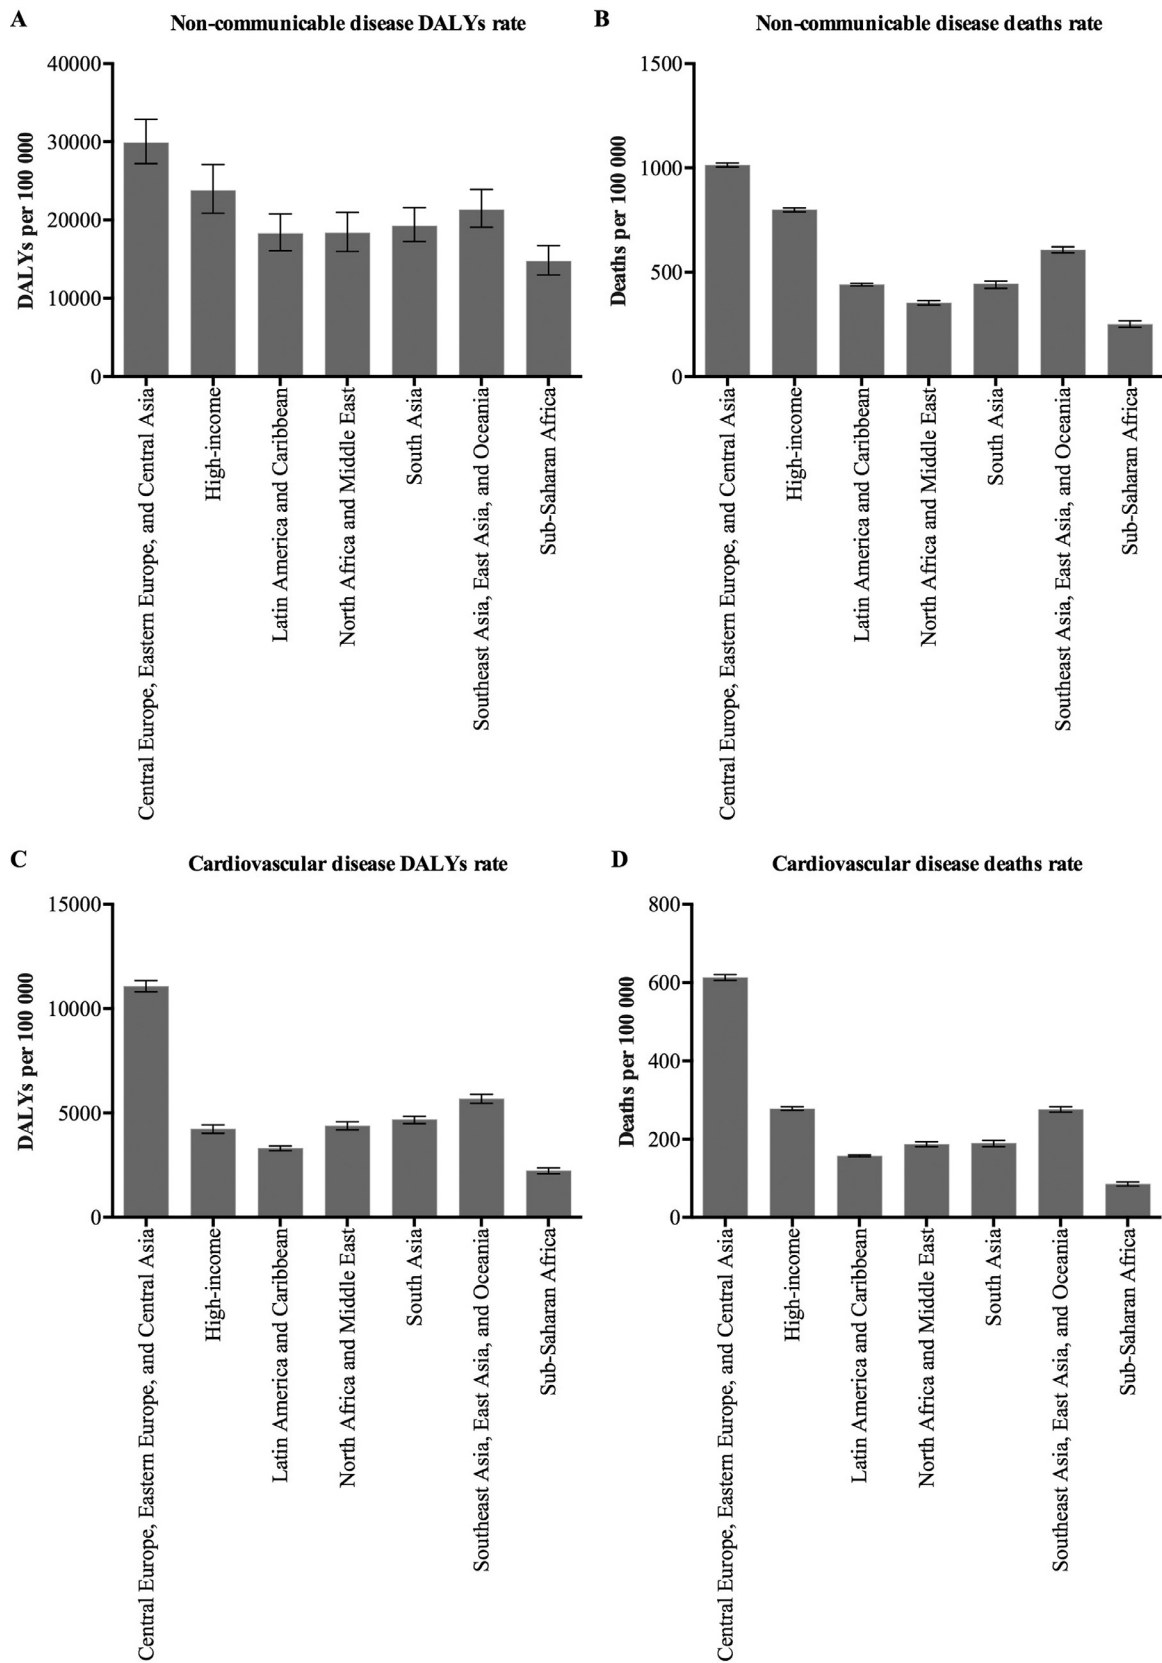 A
Non-communicable disease DALYs rate
DALYs per 100 000
40000
30000
20000
10000
0
Central Europe, Eastern Europe, and Central Asia
High-income
Latin America and Caribbean
North Africa and Middle East
South Asia
Southeast Asia, East Asia, and Oceania
Sub-Saharan Africa
B
Non-communicable disease deaths rate
Deaths per 100 000
1500
1000
500
0
Central Europe, Eastern Europe, and Central Asia
High-income
Latin America and Caribbean
North Africa and Middle East
South Asia
Southeast Asia, East Asia, and Oceania
Sub-Saharan Africa
C
Cardiovascular disease DALYs rate
DALYs per 100 000
15000
10000
5000
0
Central Europe, Eastern Europe, and Central Asia
High-income
Latin America and Caribbean
North Africa and Middle East
South Asia
Southeast Asia, East Asia, and Oceania
Sub-Saharan Africa
D
Cardiovascular disease deaths rate
Deaths per 100 000
800
600
400
200
0
Central Europe, Eastern Europe, and Central Asia
High-income
Latin America and Caribbean
North Africa and Middle East
South Asia
Southeast Asia, East Asia, and Oceania
Sub-Saharan Africa